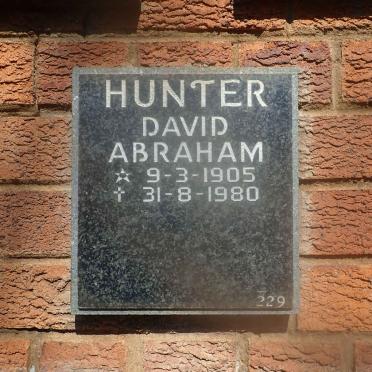 HUNTER
DAVID
ABRAHAM
☆ 9-3-1905
† 31-8-1980
229